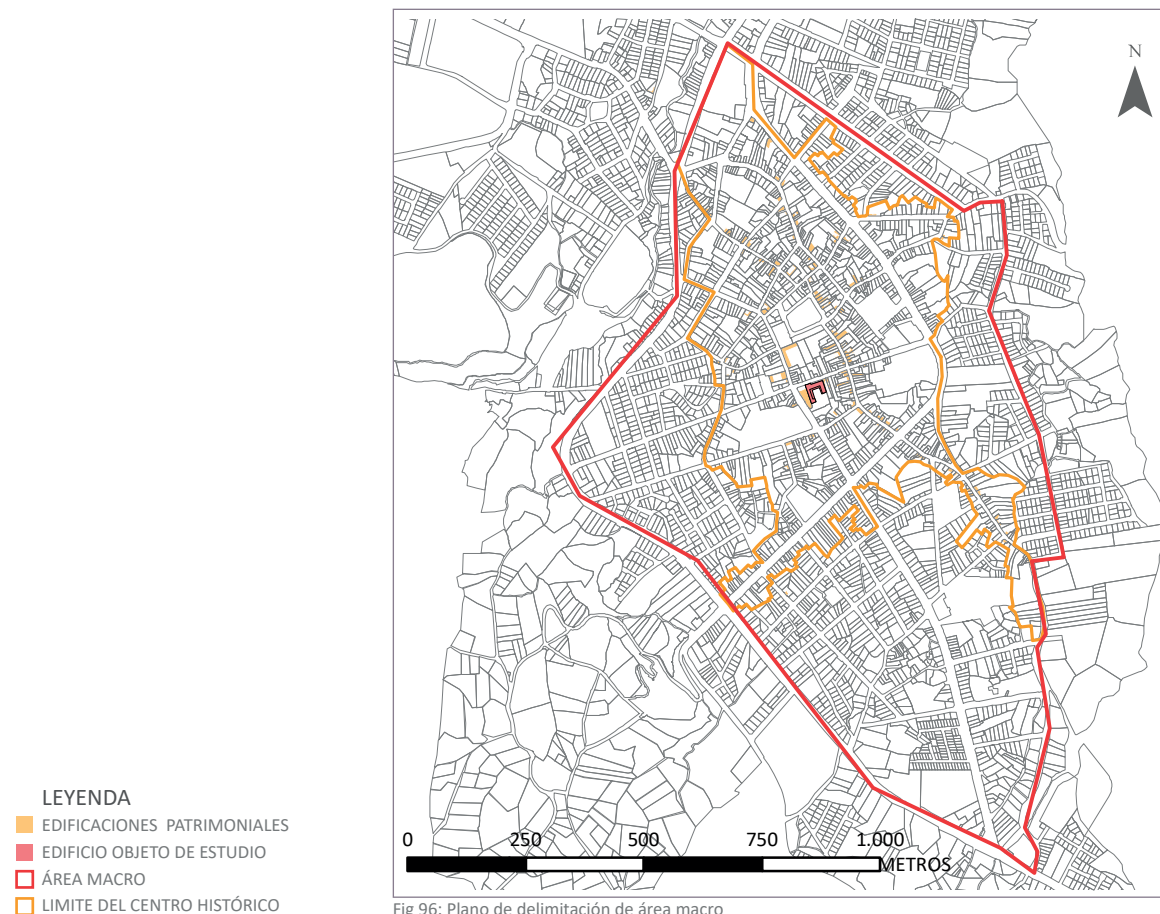 N
LEYENDA
EDIFICACIONES PATRIMONIALES
EDIFICIO OBJETO DE ESTUDIO
ÁREA MACRO
LIMITE DEL CENTRO HISTÓRICO
0 250 500 750 1.000
METROS
Fig 96: Plano de delimitación de área macro